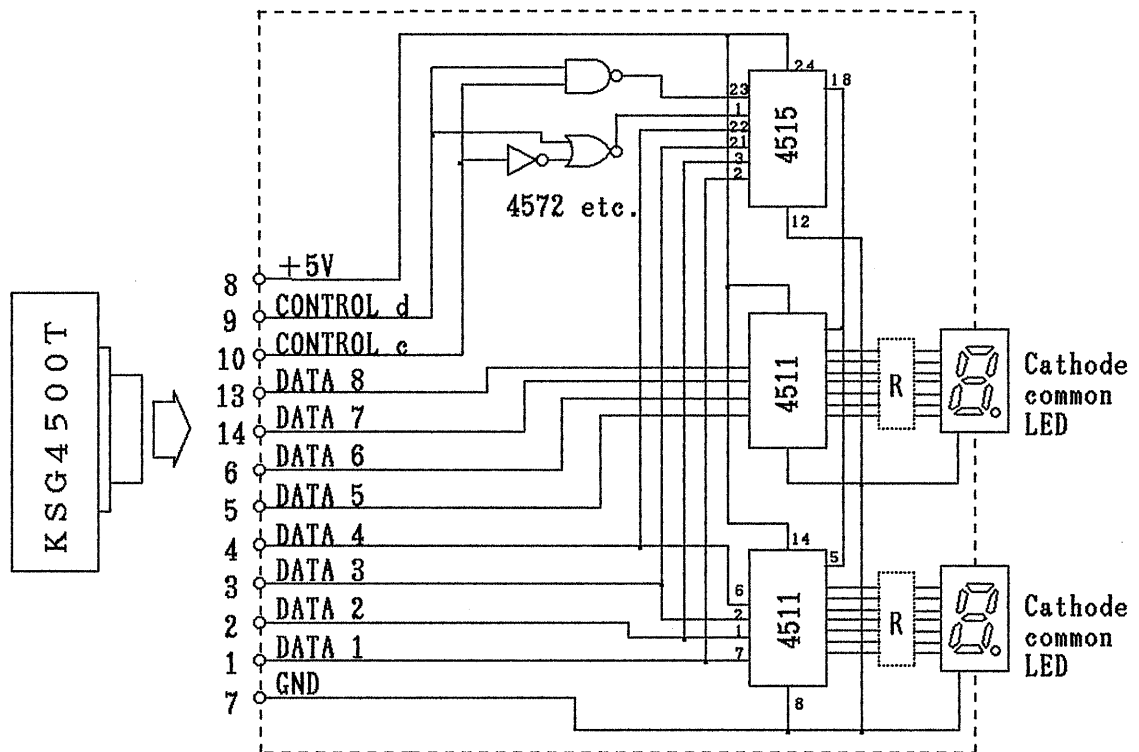 KSG4500T
8 +5V
9 CONTROL d
10 CONTROL c
13 DATA 8
14 DATA 7
6 DATA 6
5 DATA 5
4 DATA 4
3 DATA 3
2 DATA 2
1 DATA 1
7 GND
4572 etc.
24
18
23
1
22
21
3
2
4515
12
4511
R
Cathode
common
LED
14
5
6
2
1
7
4511
8
R
Cathode
common
LED